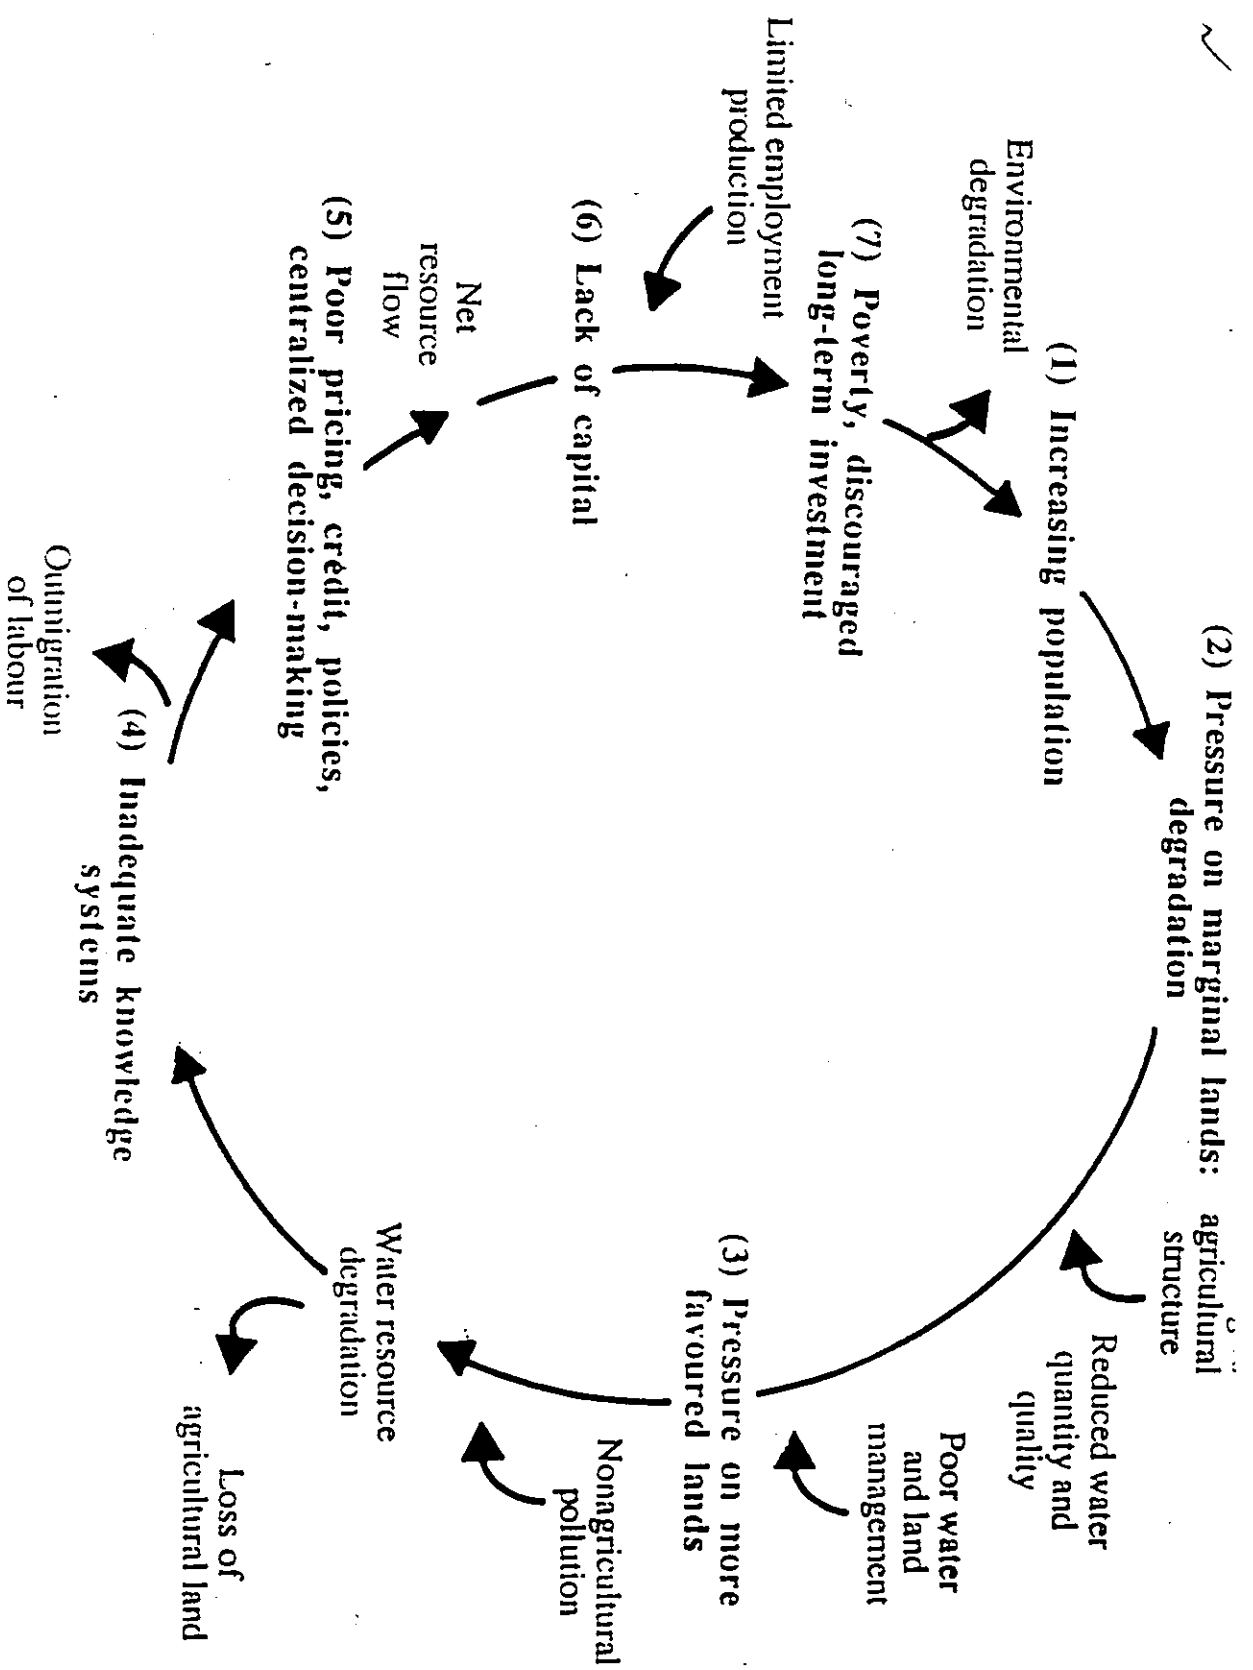 (1) Increasing population
(2) Pressure on marginal lands:
degradation
agricultural
structure
Reduced water
quantity and
quality
Poor water
and land
management
(3) Pressure on more
favoured lands
Nonagricultural
pollution
Water resource
degradation
Loss of
agricultural land
(4) Inadequate knowledge
systems
Outmigration
of labour
(5) Poor pricing, credit, policies,
centralized decision-making
Net
resource
flow
(6) Lack of capital
Limited employment
production
(7) Poverty, discouraged
long-term investment
Environmental
degradation